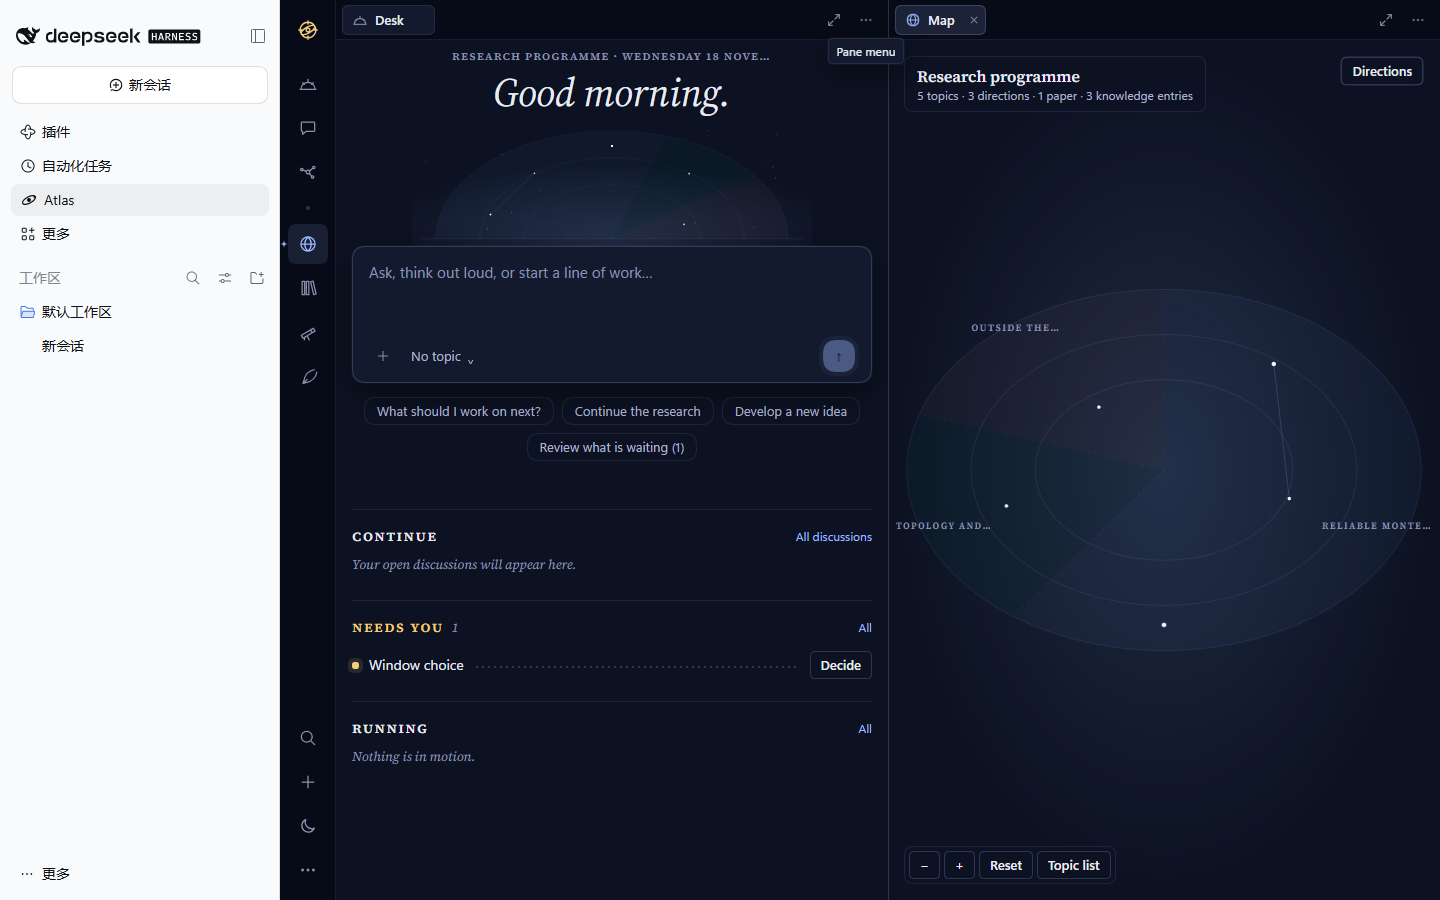 deepseek HARNESS
新会话
插件
自动化任务
Atlas
更多
工作区
默认工作区
新会话
更多
Desk
Pane menu
RESEARCH PROGRAMME · WEDNESDAY 18 NOVE…
Good morning.
Ask, think out loud, or start a line of work…
No topic
What should I work on next?
Continue the research
Develop a new idea
Review what is waiting (1)
CONTINUE
All discussions
Your open discussions will appear here.
NEEDS YOU 1
All
Window choice
Decide
RUNNING
All
Nothing is in motion.
Map
Research programme
5 topics · 3 directions · 1 paper · 3 knowledge entries
Directions
OUTSIDE THE…
TOPOLOGY AND…
RELIABLE MONTE…
Reset
Topic list